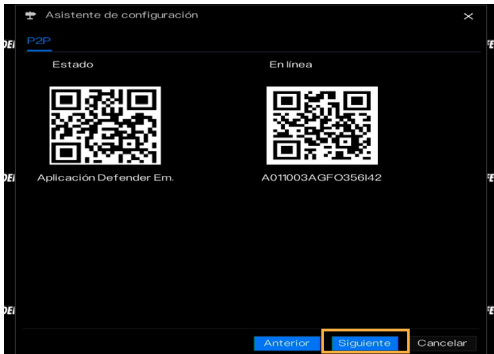 Asistente de configuración
P2P
Estado
En línea
Aplicación Defender Em.
A011003AGFO356I42
Anterior
Siguiente
Cancelar